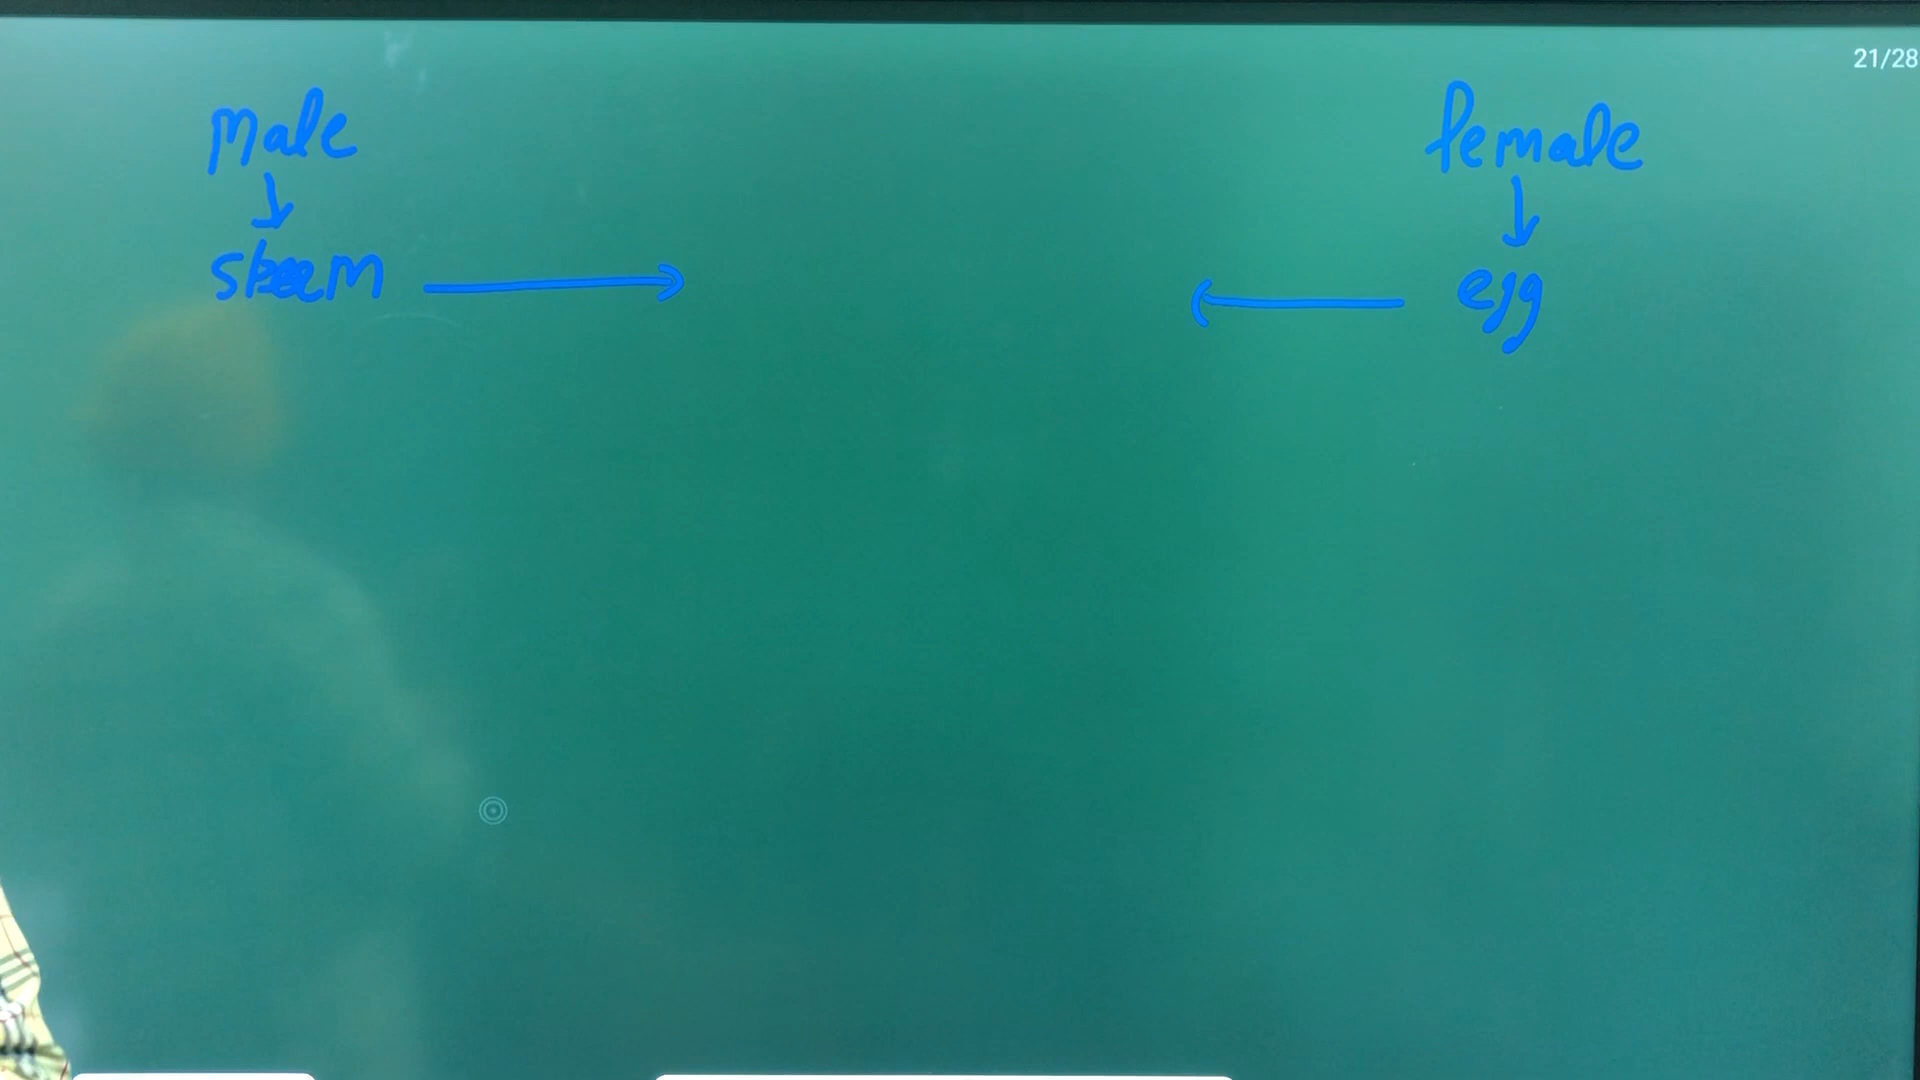 21/28
male female
↓ ↓
sperm → ← egg